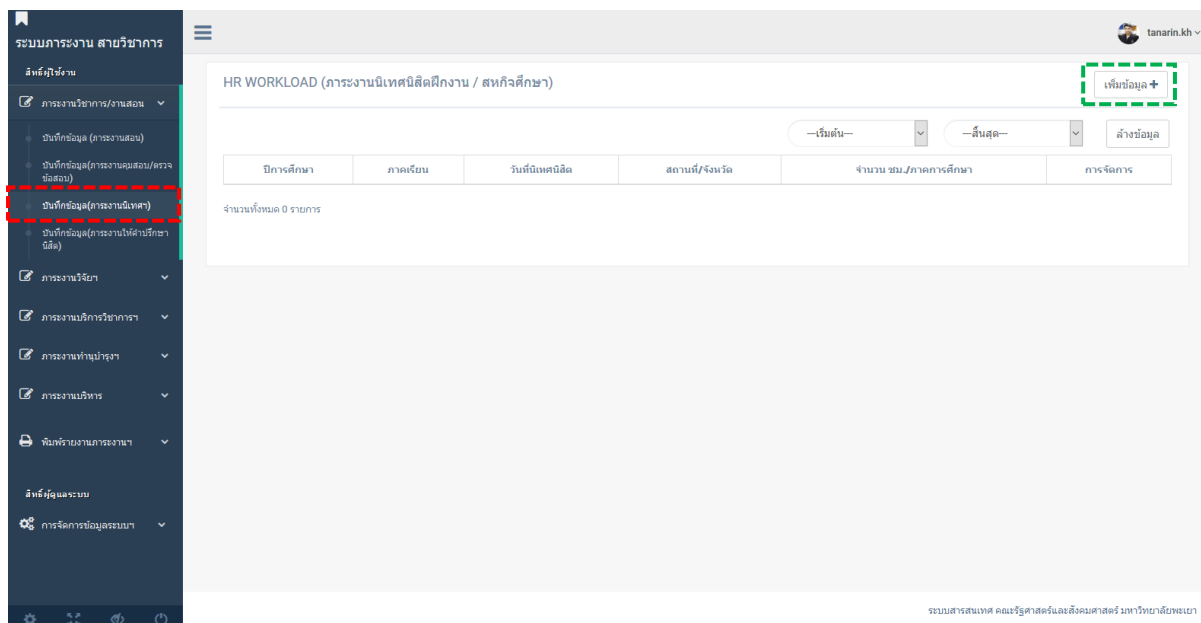 ระบบภาระงาน สายวิชาการ
tanarin.kh
สิทธิ์ผู้ใช้งาน
ภาระงานวิชาการ/งานสอน
บันทึกข้อมูล (ภาระงานสอน)
บันทึกข้อมูล(ภาระงานคุมสอบ/ตรวจ
ข้อสอบ)
บันทึกข้อมูล(ภาระงานนิเทศฯ)
บันทึกข้อมูล(ภาระงานให้คำปรึกษา
นิสิต)
ภาระงานวิจัยฯ
ภาระงานบริการวิชาการฯ
ภาระงานทำนุบำรุงฯ
ภาระงานบริหาร
พิมพ์รายงานภาระงานฯ
สิทธิ์ผู้ดูแลระบบ
การจัดการข้อมูลระบบฯ
HR WORKLOAD (ภาระงานนิเทศนิสิตฝึกงาน / สหกิจศึกษา)
เพิ่มข้อมูล +
—เริ่มต้น—
—สิ้นสุด—
ล้างข้อมูล
ปีการศึกษา ภาคเรียน วันที่นิเทศนิสิต สถานที่/จังหวัด จำนวน ชม./ภาคการศึกษา การจัดการ
จำนวนทั้งหมด 0 รายการ
ระบบสารสนเทศ คณะรัฐศาสตร์และสังคมศาสตร์ มหาวิทยาลัยพะเยา